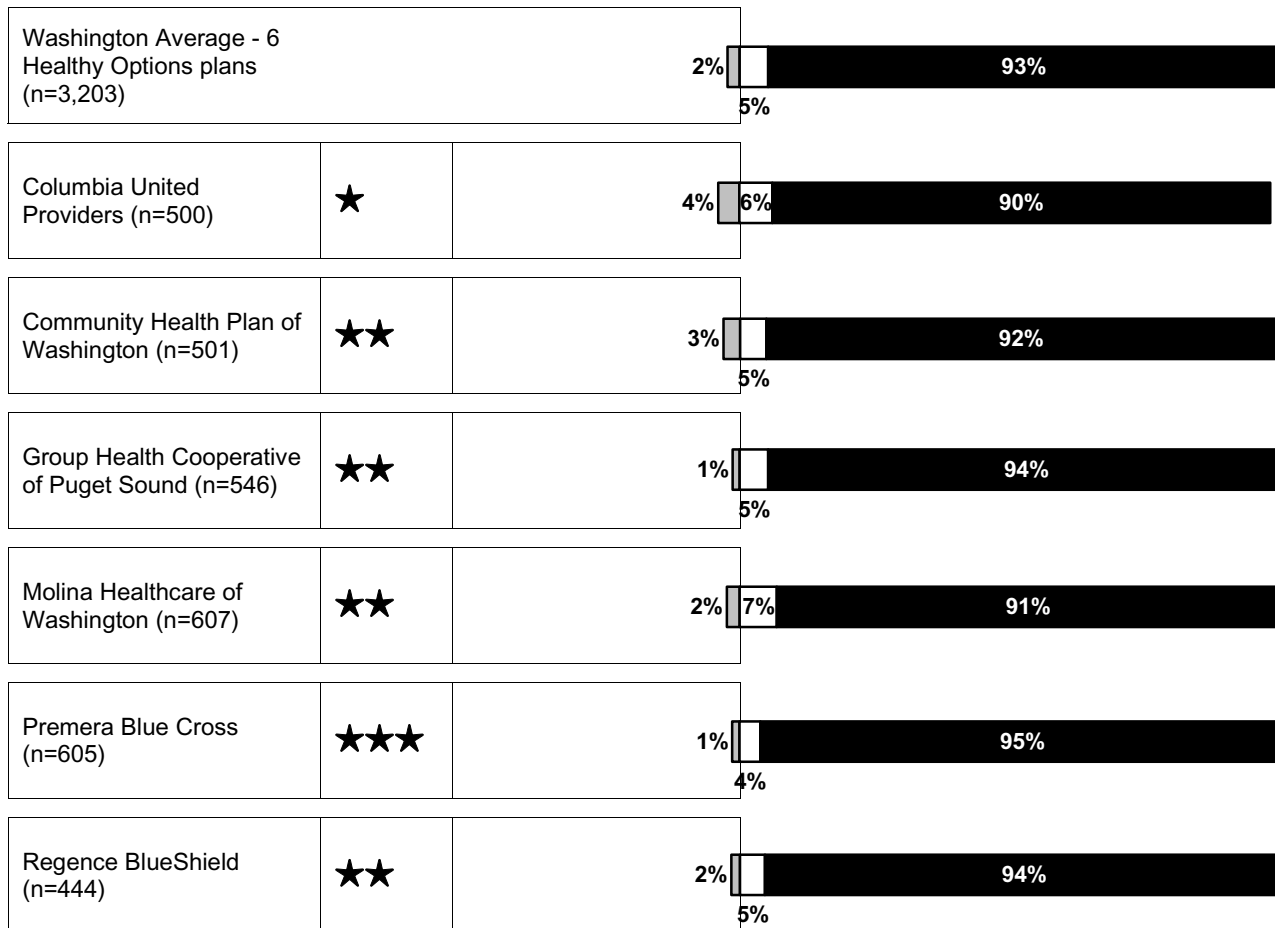 Washington Average - 6
Healthy Options plans
(n=3,203)
2%
93%
5%
Columbia United
Providers (n=500)
★
4%
6%
90%
Community Health Plan of
Washington (n=501)
★★
3%
92%
5%
Group Health Cooperative
of Puget Sound (n=546)
★★
1%
94%
5%
Molina Healthcare of
Washington (n=607)
★★
2%
7%
91%
Premera Blue Cross
(n=605)
★★★
1%
95%
4%
Regence BlueShield
(n=444)
★★
2%
94%
5%